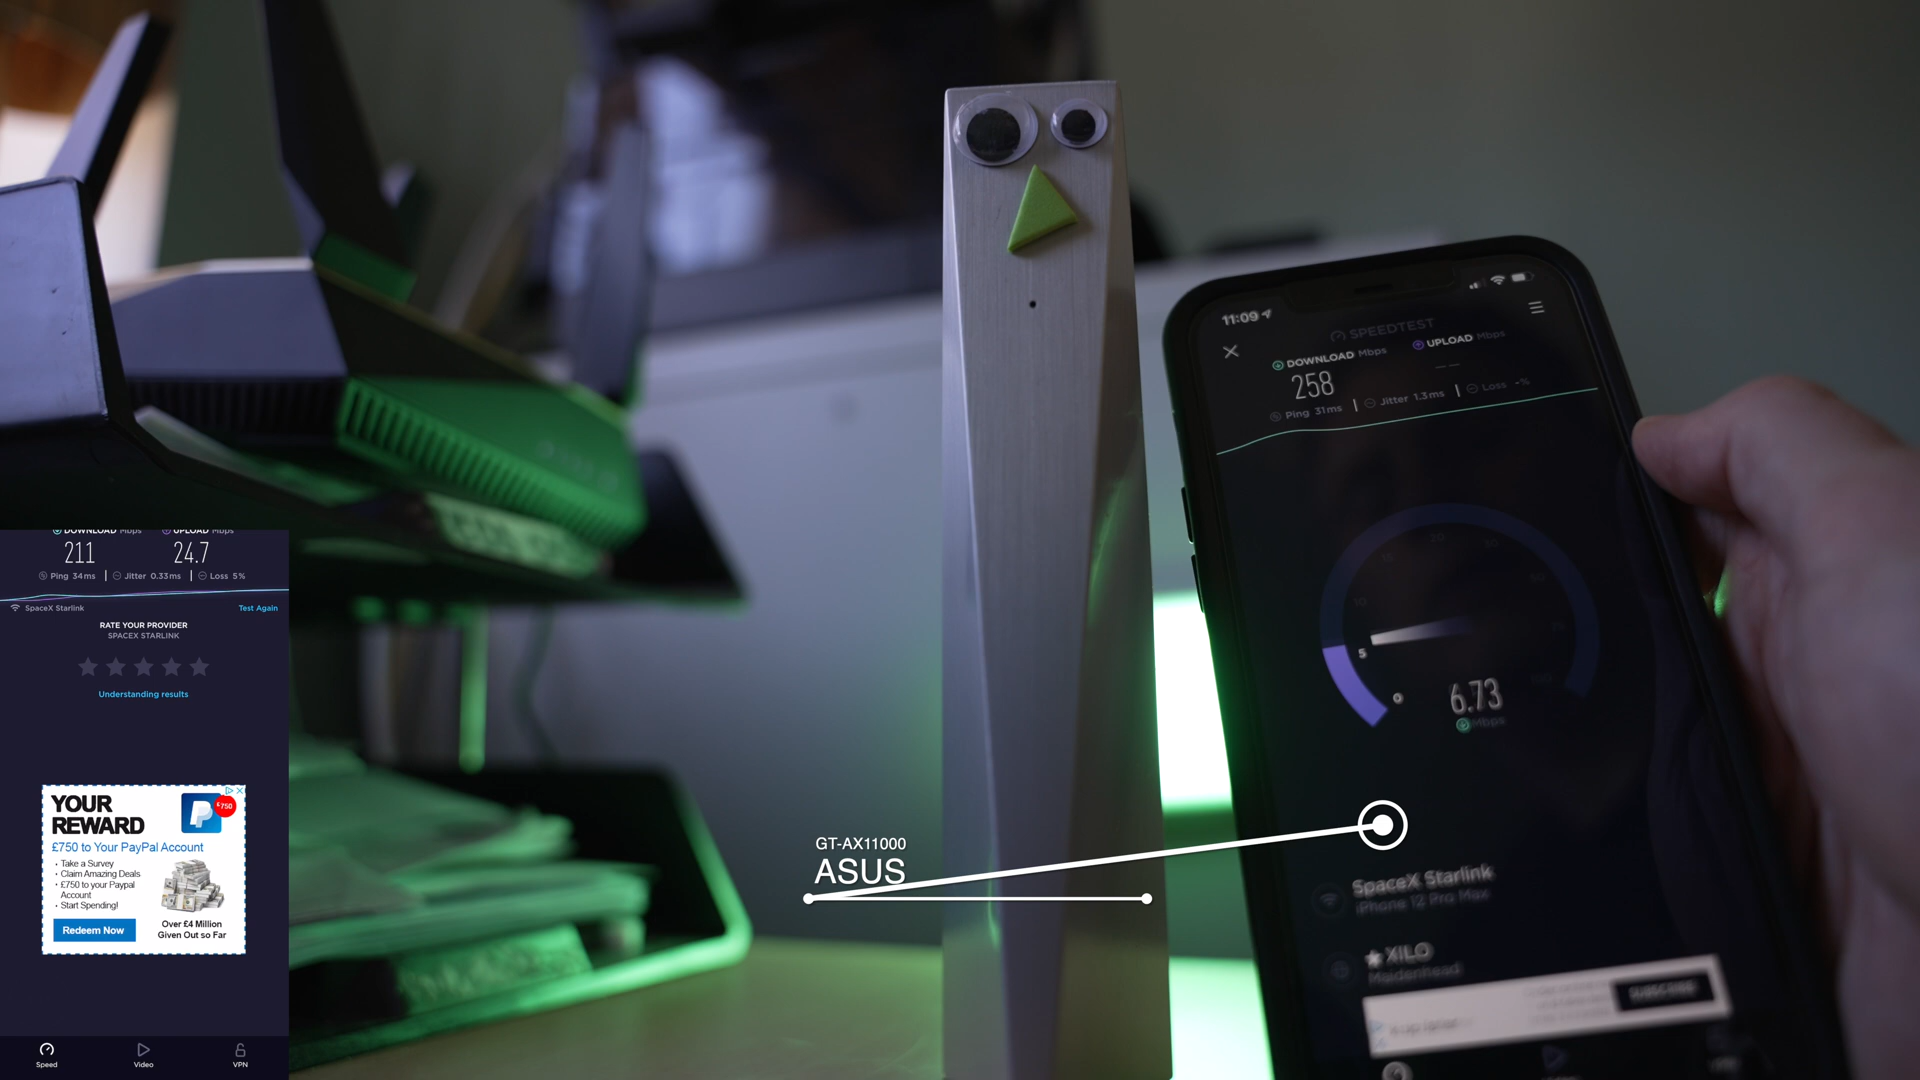 11:09
SPEEDTEST
DOWNLOAD Mbps
UPLOAD Mbps
258
— —
Ping 31ms
Jitter 1.3ms
Loss -%
5
0
6.73
Mbps
SpaceX Starlink
iPhone 12 Pro Max
XILO
Maidenhead
SUBSCRIBE
GT-AX11000
ASUS
DOWNLOAD Mbps
UPLOAD Mbps
211
24.7
Ping 34ms
Jitter 0.33ms
Loss 5%
SpaceX Starlink
Test Again
RATE YOUR PROVIDER
SPACEX STARLINK
Understanding results
YOUR
REWARD
£750
£750 to Your PayPal Account
• Take a Survey
• Claim Amazing Deals
• £750 to your Paypal
Account
• Start Spending!
Redeem Now
Over £4 Million
Given Out so Far
Speed
Video
VPN